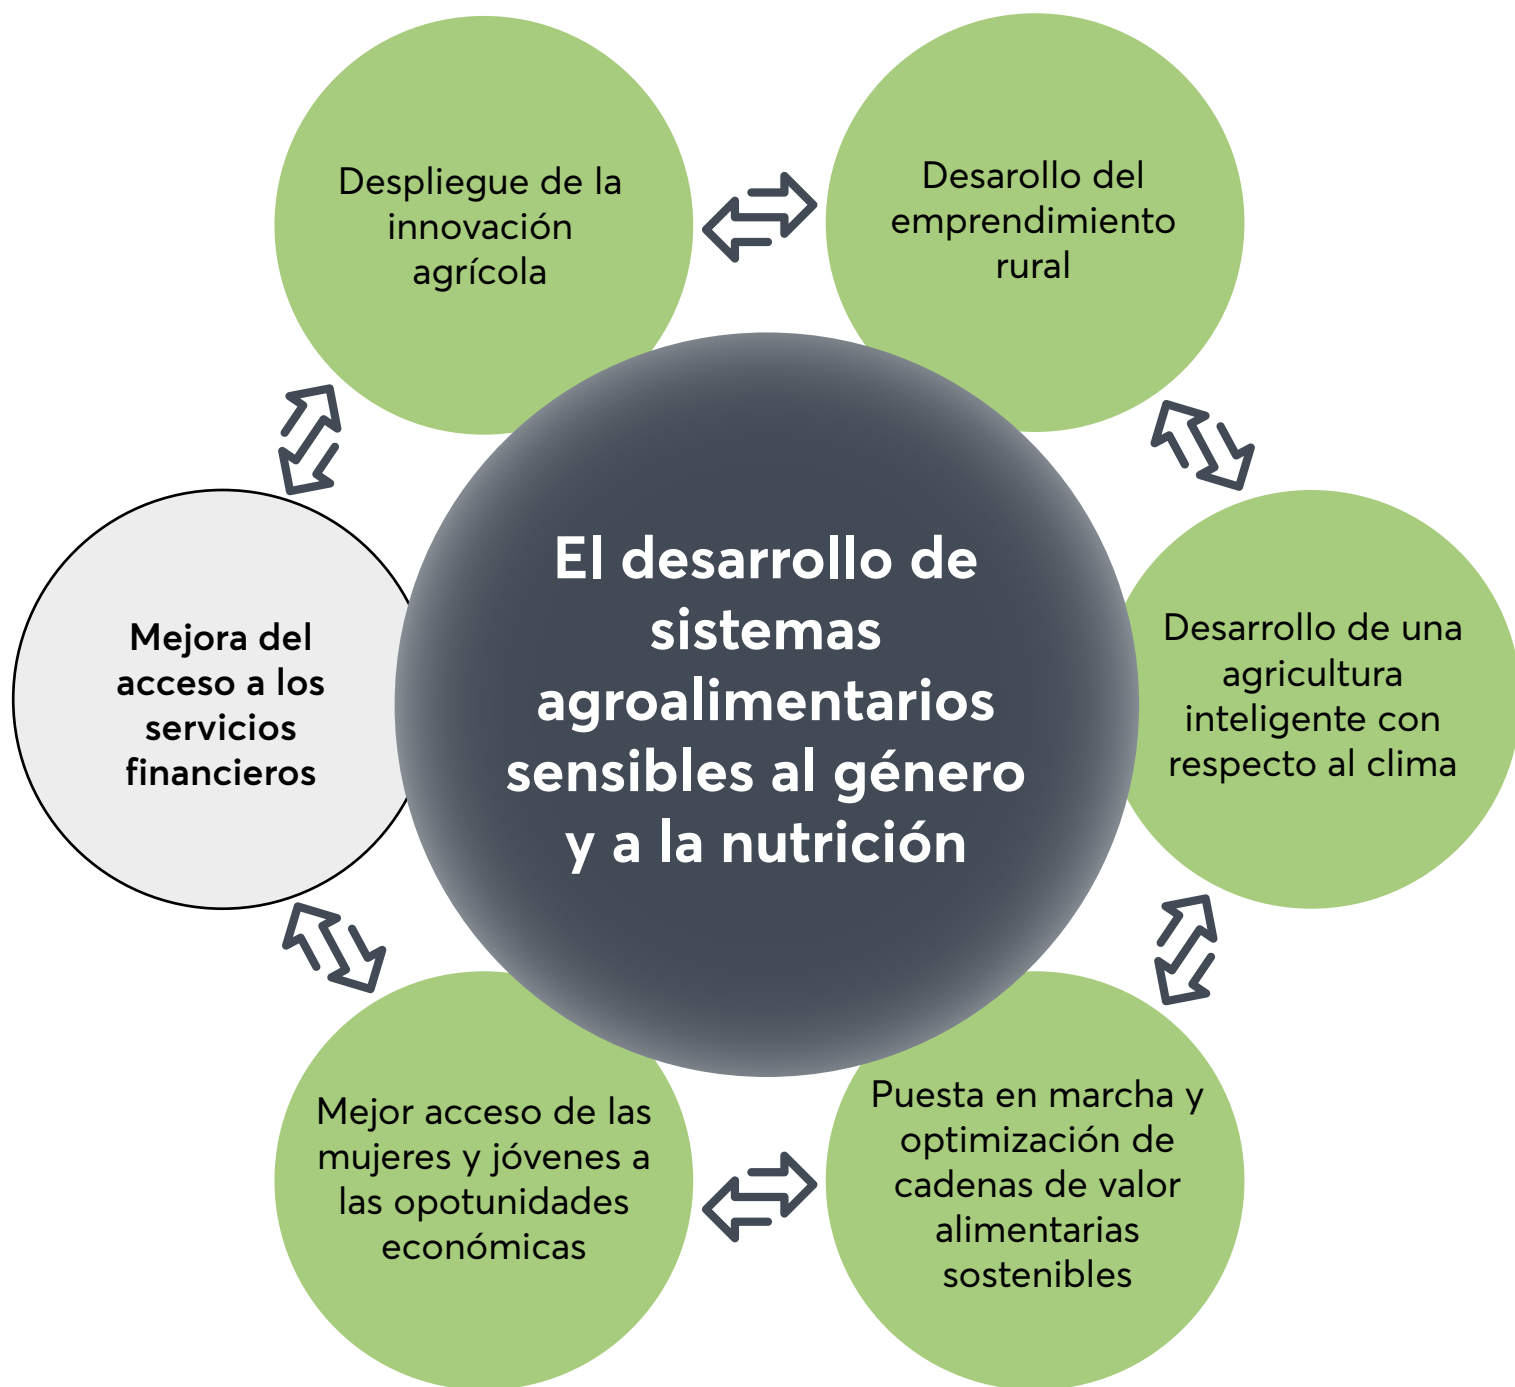 Despliegue de la
innovación
agrícola
Desarollo del
emprendimiento
rural
Mejora del
acceso a los
servicios
financieros
El desarrollo de
sistemas
agroalimentarios
sensibles al género
y a la nutrición
Desarrollo de una
agricultura
inteligente con
respecto al clima
Mejor acceso de las
mujeres y jóvenes a
las opotunidades
económicas
Puesta en marcha y
optimización de
cadenas de valor
alimentarias
sostenibles